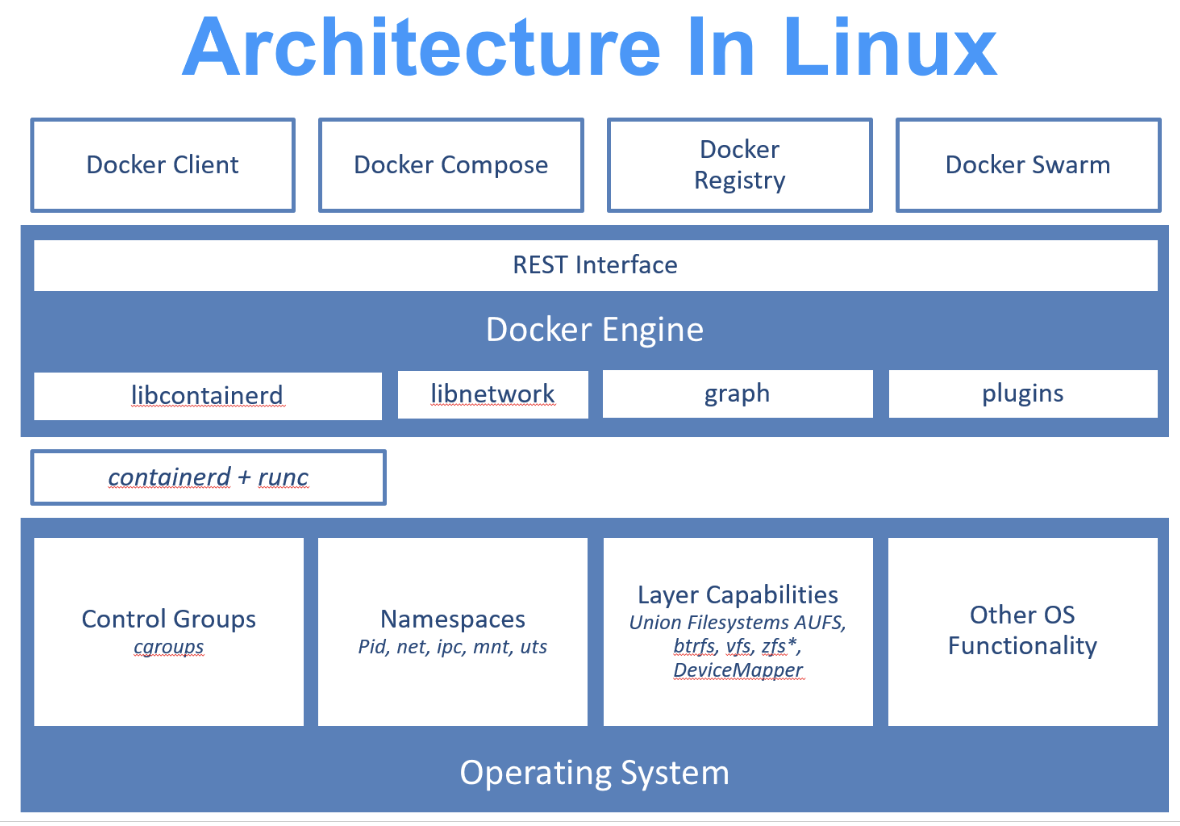 Architecture In Linux
Docker Client
Docker Compose
Docker
Registry
Docker Swarm
REST Interface
Docker Engine
libcontainerd
libnetwork
graph
plugins
containerd + runc
Control Groups
cgroups
Namespaces
Pid, net, ipc, mnt, uts
Layer Capabilities
Union Filesystems AUFS,
btrfs, vfs, zfs*,
DeviceMapper
Other OS
Functionality
Operating System